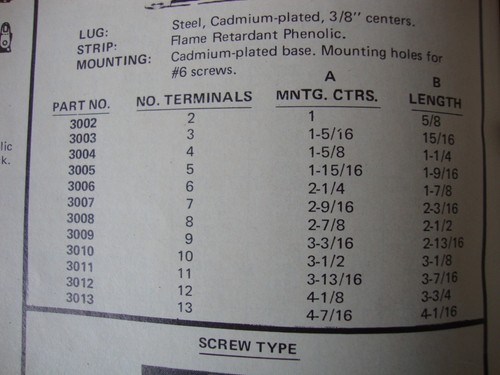 LUG: Steel, Cadmium-plated, 3/8" centers.
STRIP: Flame Retardant Phenolic.
MOUNTING: Cadmium-plated base. Mounting holes for
#6 screws.
A B
PART NO. NO. TERMINALS MNTG. CTRS. LENGTH
3002 2 1 5/8
3003 3 1-5/16 15/16
3004 4 1-5/8 1-1/4
3005 5 1-15/16 1-9/16
3006 6 2-1/4 1-7/8
3007 7 2-9/16 2-3/16
3008 8 2-7/8 2-1/2
3009 9 3-3/16 2-13/16
3010 10 3-1/2 3-1/8
3011 11 3-13/16 3-7/16
3012 12 4-1/8 3-3/4
3013 13 4-7/16 4-1/16
SCREW TYPE
lic
k.